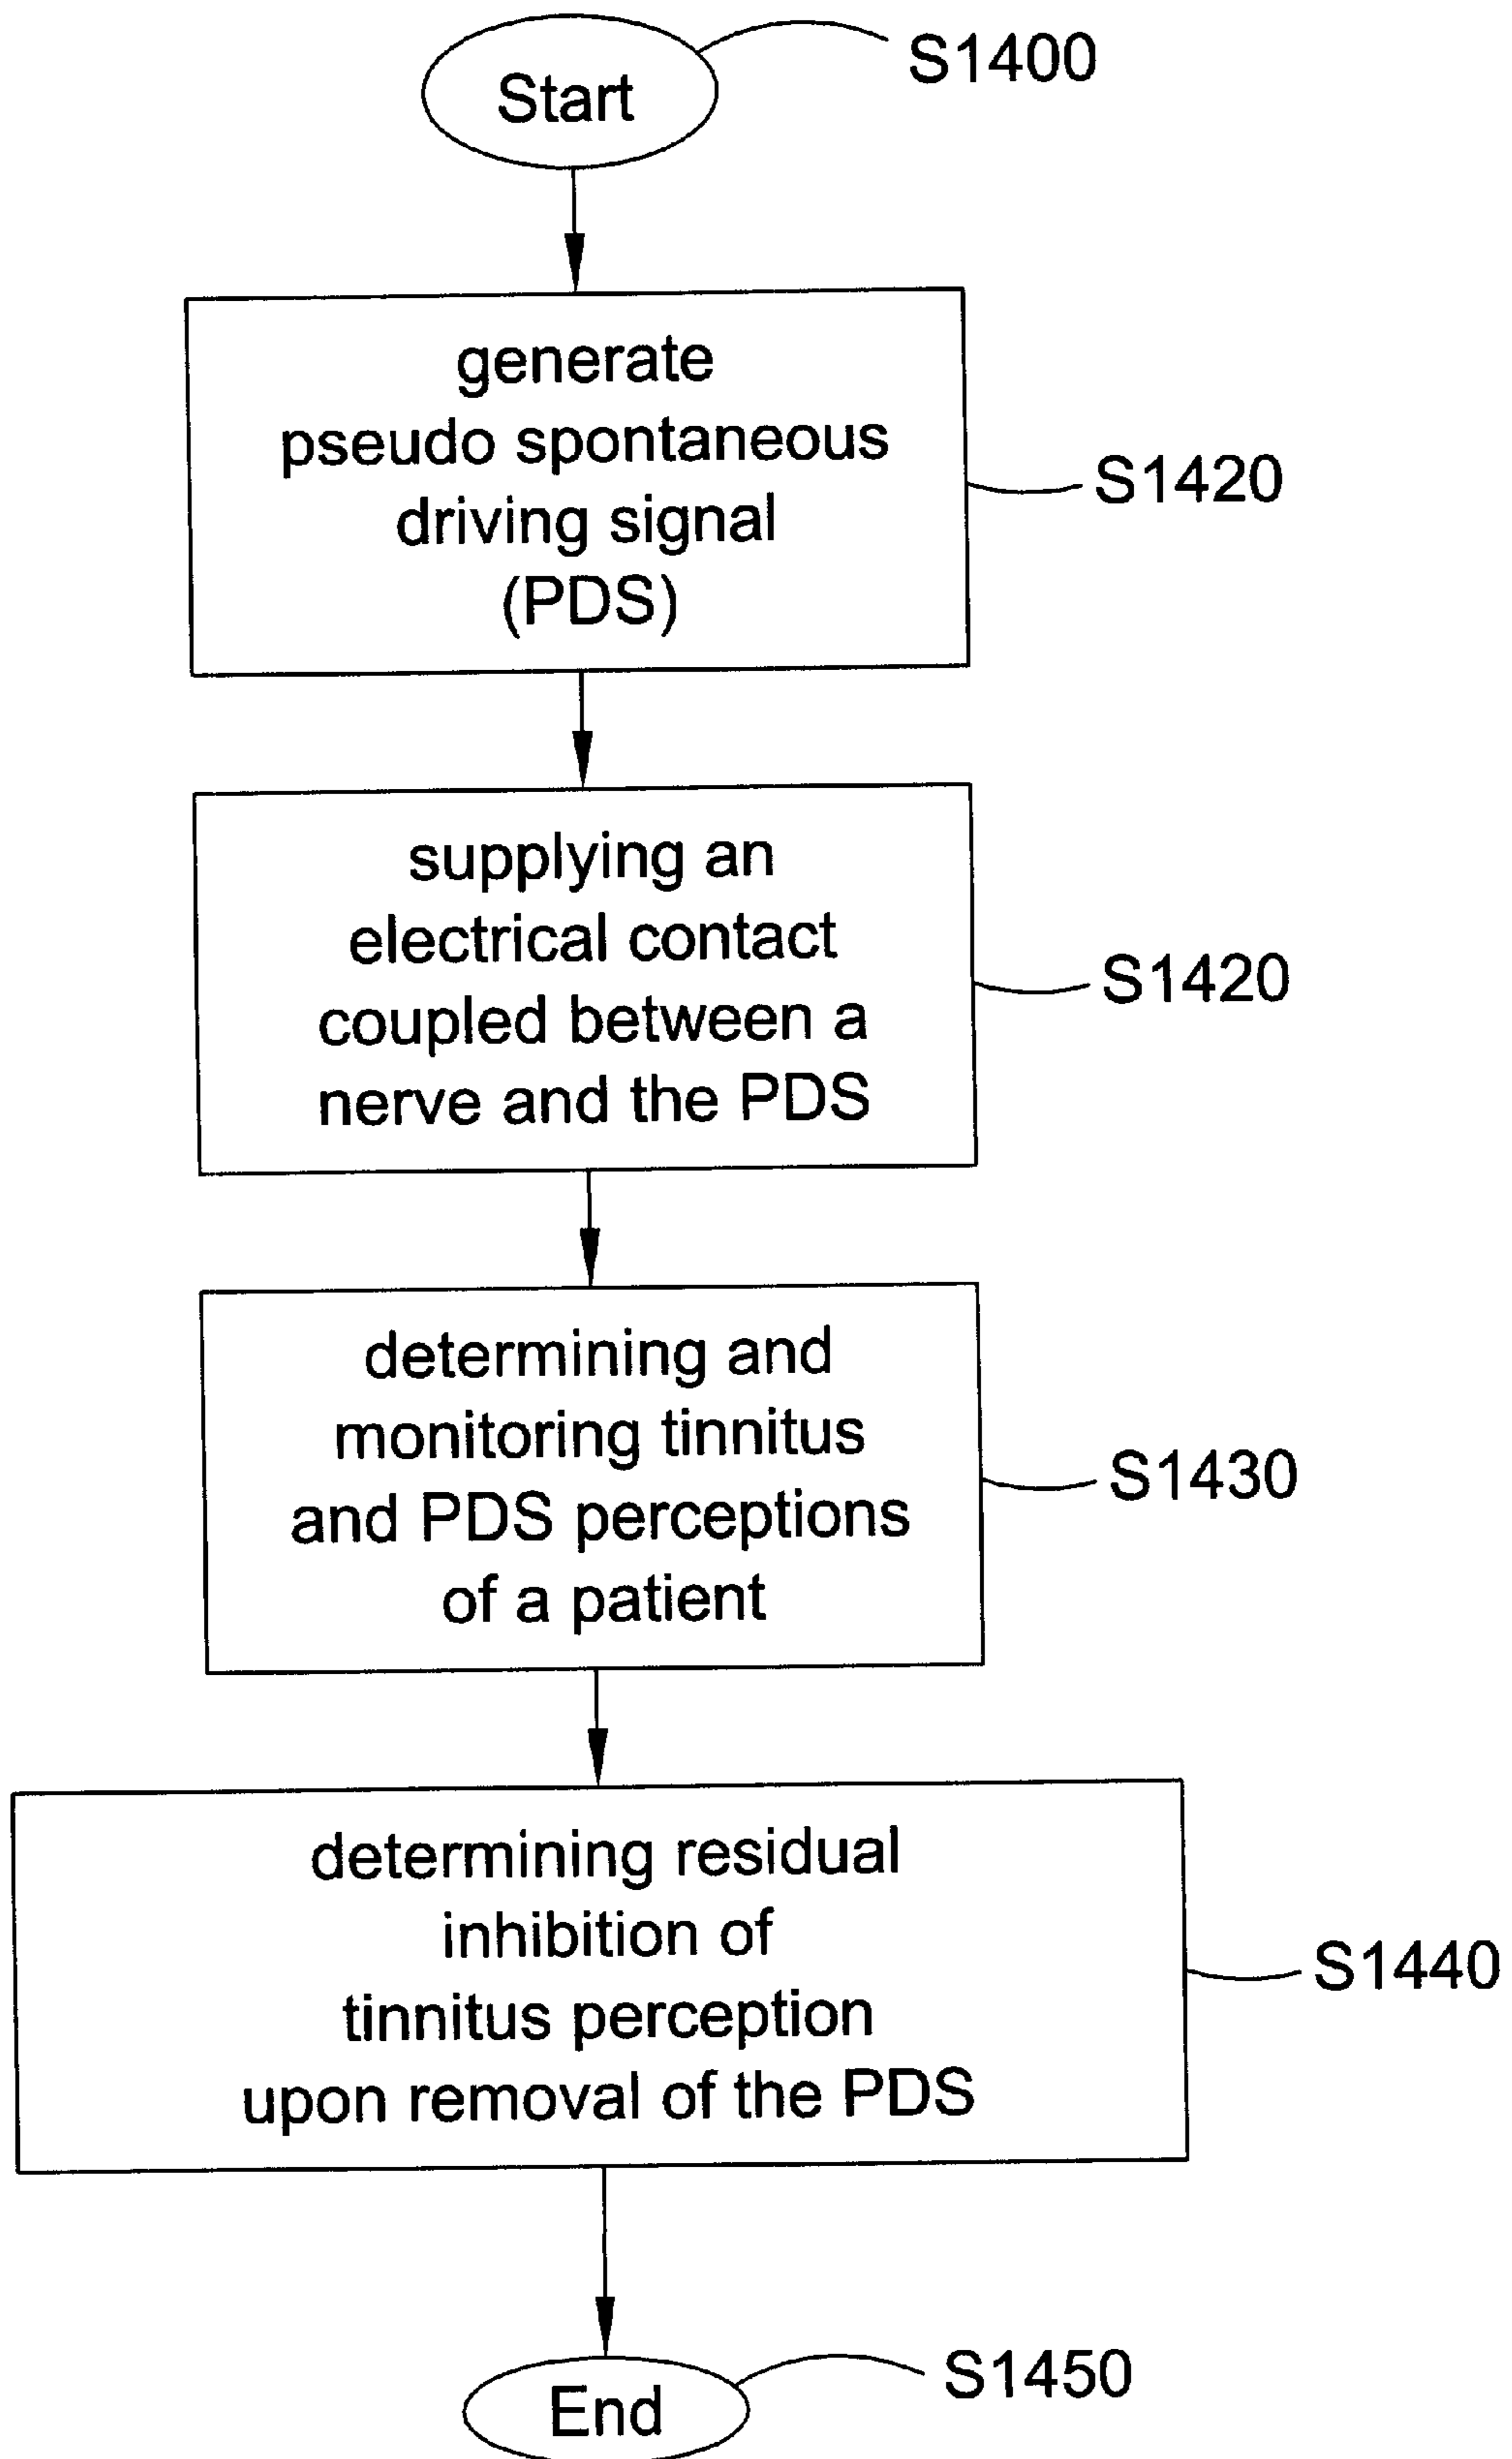 Start
S1400
generate
pseudo spontaneous
driving signal
(PDS)
S1420
supplying an
electrical contact
coupled between a
nerve and the PDS
S1420
determining and
monitoring tinnitus
and PDS perceptions
of a patient
S1430
determining residual
inhibition of
tinnitus perception
upon removal of the PDS
S1440
End
S1450